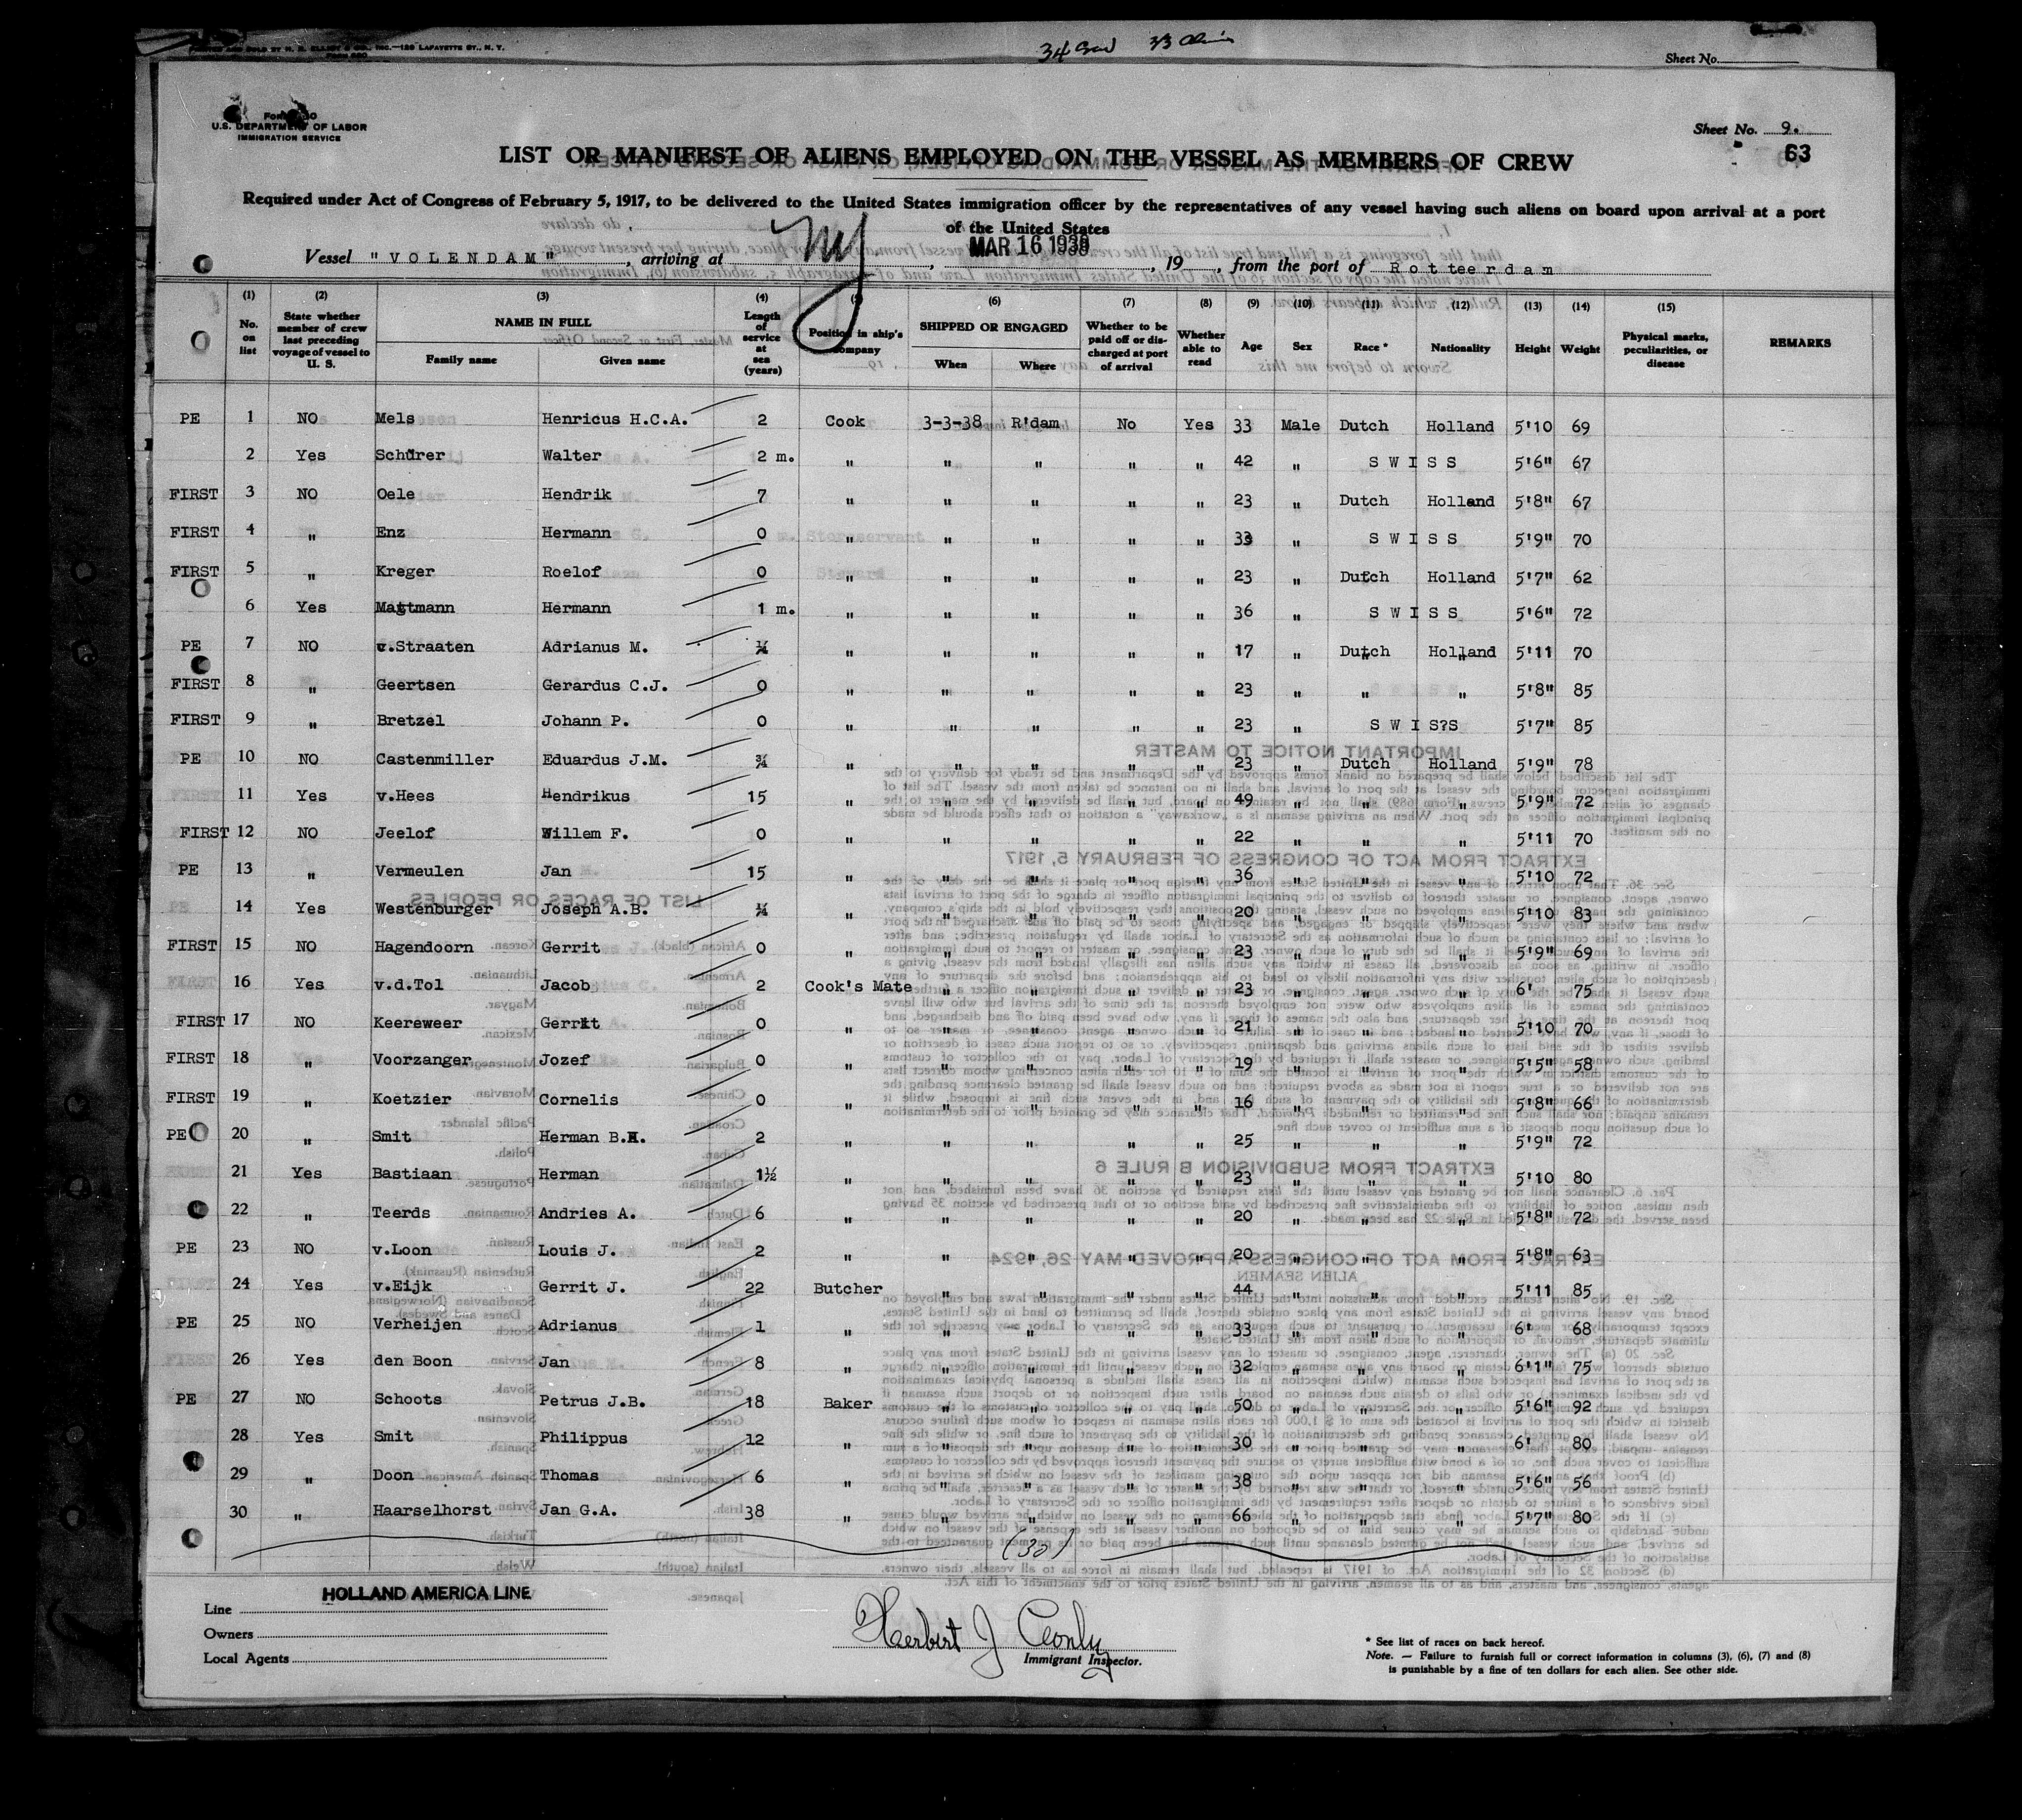 34 33
Sheet No.
U.S. DEPARTMENT OF LABOR
IMMIGRATION SERVICE
Sheet No. 9.
63
LIST OR MANIFEST OF ALIENS EMPLOYED ON THE VESSEL AS MEMBERS OF CREW
Required under Act of Congress of February 5, 1917, to be delivered to the United States immigration officer by the representatives of any vessel having such aliens on board upon arrival at a port
of the United States
Vessel "VOLENDAM", arriving at NY, MAR 16 1938, 19, from the port of Rotteerdam
(1) (2) (3) (4) (5) (6) (7) (8) (9) (10) (11) (12) (13) (14) (15)
No. on list | State whether member of crew last preceding voyage of vessel to U. S. | NAME IN FULL Family name Given name | Length of service at sea (years) | Position in ship's company | SHIPPED OR ENGAGED When Where | Whether to be paid off or discharged at port of arrival | Whether able to read | Age | Sex | Race * | Nationality | Height | Weight | Physical marks, peculiarities, or disease | REMARKS
PE 1 NO Mels Henricus H.C.A. 2 Cook 3-3-38 R'dam No Yes 33 Male Dutch Holland 5'10 69
2 Yes Schürer Walter 2 m. " " " " " 42 " SWISS 5'6" 67
FIRST 3 NO Oele Hendrik 7 " " " " " 23 " Dutch Holland 5'8" 67
FIRST 4 " Enz Hermann 0 " " " " " 33 " SWISS 5'9" 70
FIRST 5 " Kreger Roelof 0 " " " " " 23 " Dutch Holland 5'7" 62
6 Yes Mattmann Hermann 1 m. " " " " " 36 " SWISS 5'6" 72
PE 7 NO v.Straaten Adrianus M. ¼ " " " " " 17 " Dutch Holland 5'11 70
FIRST 8 " Geertsen Gerardus C.J. 0 " " " " " 23 " " " 5'8" 85
FIRST 9 " Bretzel Johann P. 0 " " " " " 23 " SWIS?S 5'7" 85
PE 10 NO Castenmiller Eduardus J.M. ¾ " " " " " 23 " Dutch Holland 5'9" 78
11 Yes v.Hees Hendrikus 15 " " " " " 49 " " " 5'9" 72
FIRST 12 NO Jeelof Willem F. 0 " " " " " 22 " " " 5'11 70
PE 13 " Vermeulen Jan 15 " " " " " 36 " " " 5'10 72
14 Yes Westenburger Joseph A.B. ¼ " " " " " 20 " " " 5'10 83
FIRST 15 NO Hagendoorn Gerrit 0 " " " " " 23 " " " 5'9" 69
16 Yes v.d.Tol Jacob 2 Cook's Mate " " " " 23 " " " 6' 75
FIRST 17 NO Keereweer Gerrit 0 " " " " " 21 " " " 5'10 70
FIRST 18 " Voorzanger Jozef 0 " " " " " 19 " " " 5'5" 58
FIRST 19 " Koetzier Cornelis 0 " " " " " 16 " " " 5'8" 66
PE 20 " Smit Herman B.H. 2 " " " " " 25 " " " 5'9" 72
21 Yes Bastiaan Herman 1½ " " " " " 23 " " " 5'10 80
22 " Teerds Andries A. 6 " " " " " 20 " " " 5'8" 72
PE 23 NO v.Loon Louis J. 2 " " " " " 20 " " " 5'8" 63
24 Yes v.Eijk Gerrit J. 22 Butcher " " " " 44 " " " 5'11 85
PE 25 NO Verheijen Adrianus 1 " " " " " 33 " " " 6' 68
26 Yes den Boon Jan 8 " " " " " 32 " " " 6'1" 75
PE 27 NO Schoots Petrus J.B. 18 Baker " " " " 50 " " " 5'6" 92
28 Yes Smit Philippus 12 " " " " " 30 " " " 6' 80
29 " Doon Thomas 6 " " " " " 38 " " " 5'6" 56
30 " Haarselhorst Jan G.A. 38 " " " " " 66 " " " 5'7" 80
(30)
HOLLAND AMERICA LINE
Line
Owners
Local Agents
Herbert J Conly
Immigrant Inspector.
* See list of races on back hereof.
Note. — Failure to furnish full or correct information in columns (3), (6), (7) and (8)
is punishable by a fine of ten dollars for each alien. See other side.